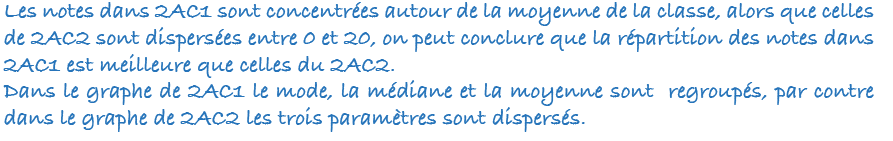 Les notes dans 2AC1 sont concentrées autour de la moyenne de la classe, alors que celles
de 2AC2 sont dispersées entre 0 et 20, on peut conclure que la répartition des notes dans
2AC1 est meilleure que celles du 2AC2.
Dans le graphe de 2AC1 le mode, la médiane et la moyenne sont  regroupés, par contre
dans le graphe de 2AC2 les trois paramètres sont dispersés.